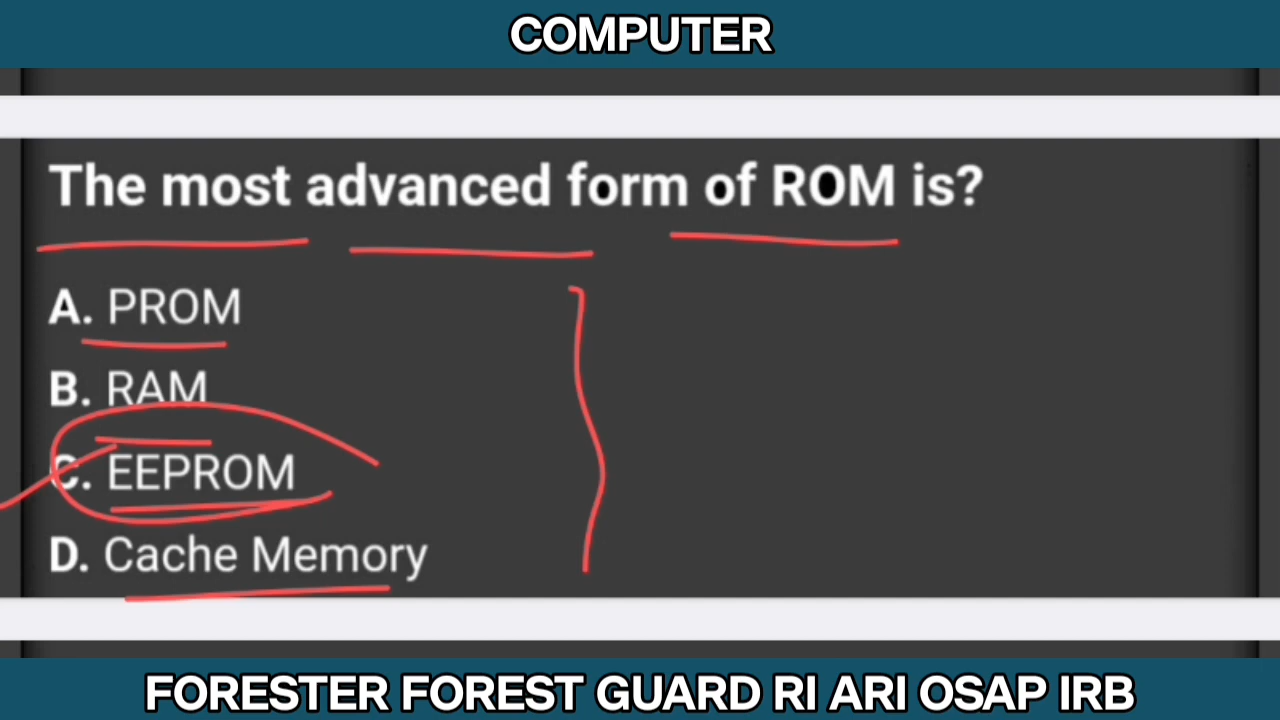 COMPUTER
The most advanced form of ROM is?
A. PROM
B. RAM
C. EEPROM
D. Cache Memory
FORESTER FOREST GUARD RI ARI OSAP IRB